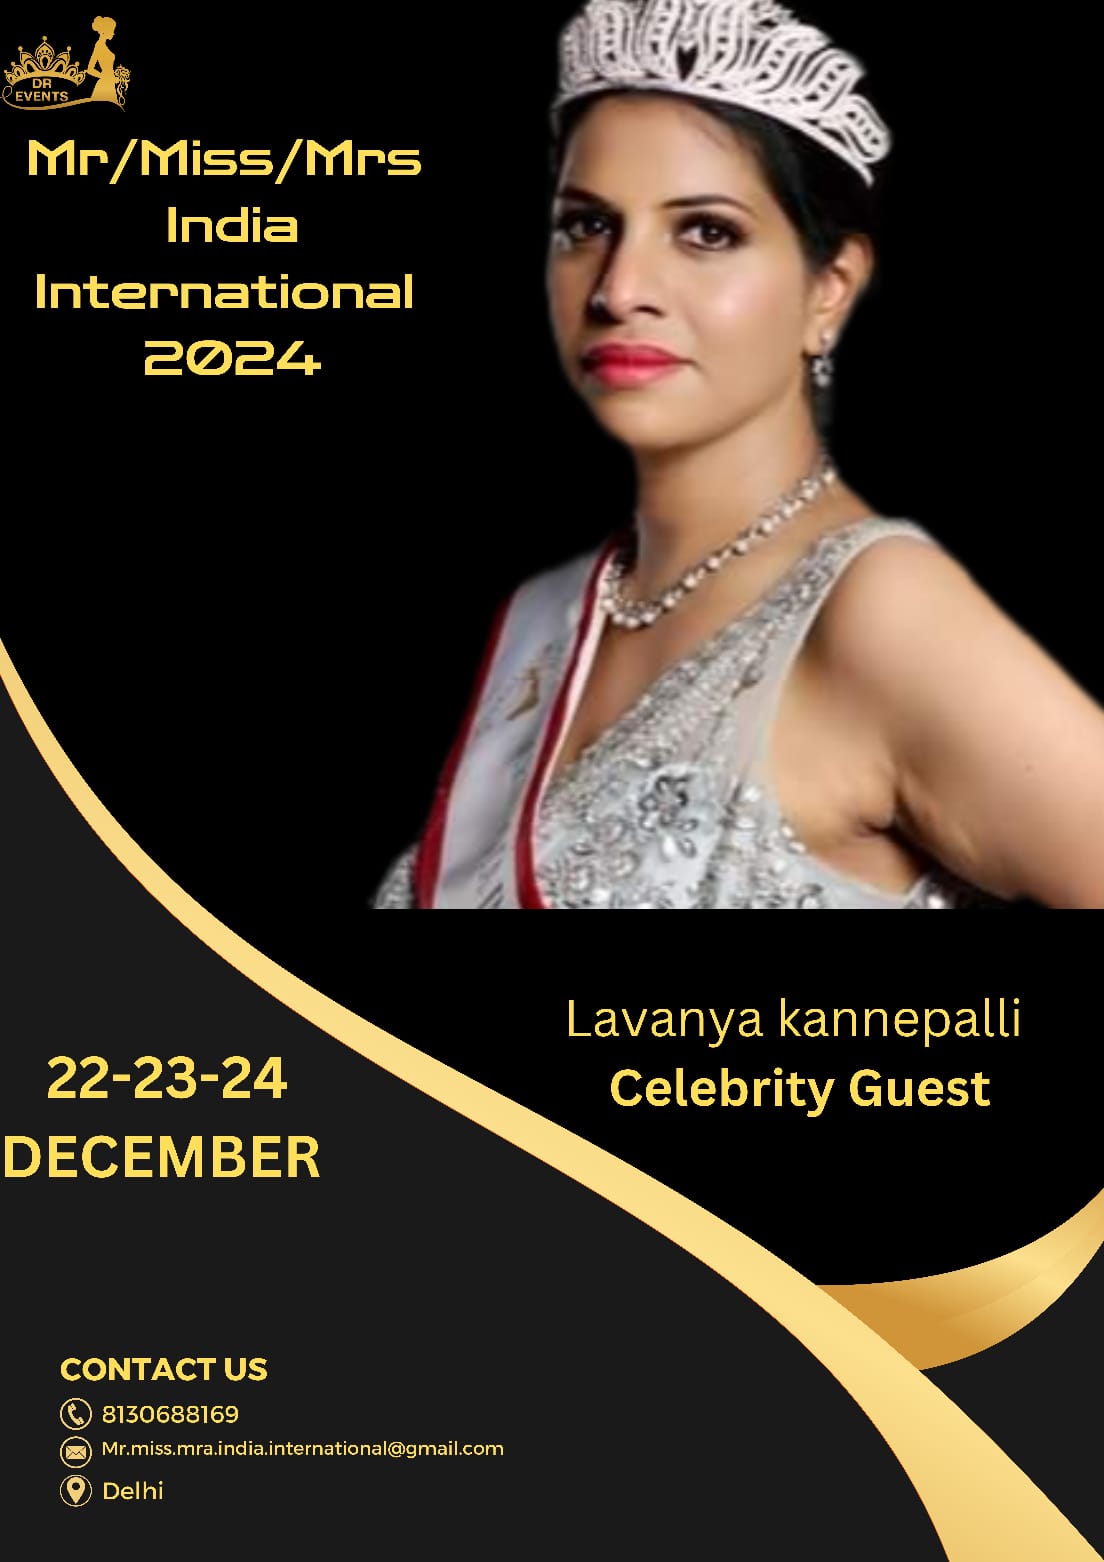 DR
EVENTS
Mr/Miss/Mrs
India
International
2024
Lavanya kannepalli
Celebrity Guest
22-23-24
DECEMBER
CONTACT US
8130688169
Mr.miss.mra.india.international@gmail.com
Delhi